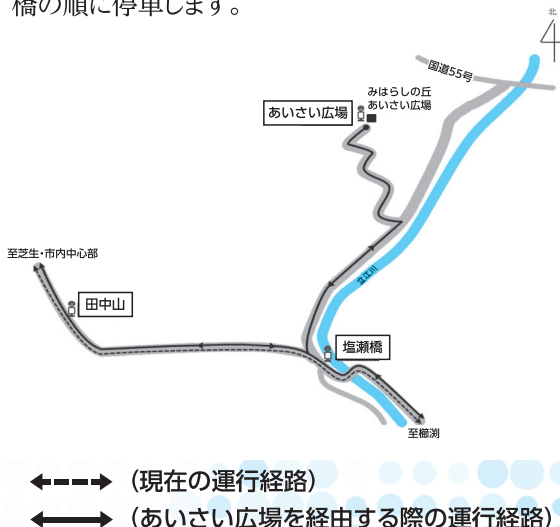 橋の順に停車します。
北
国道55号
みはらしの丘
あいさい広場
あいさい広場
至芝生・市内中心部
立江川
田中山
塩瀬橋
至櫛渕
(現在の運行経路)
(あいさい広場を経由する際の運行経路)